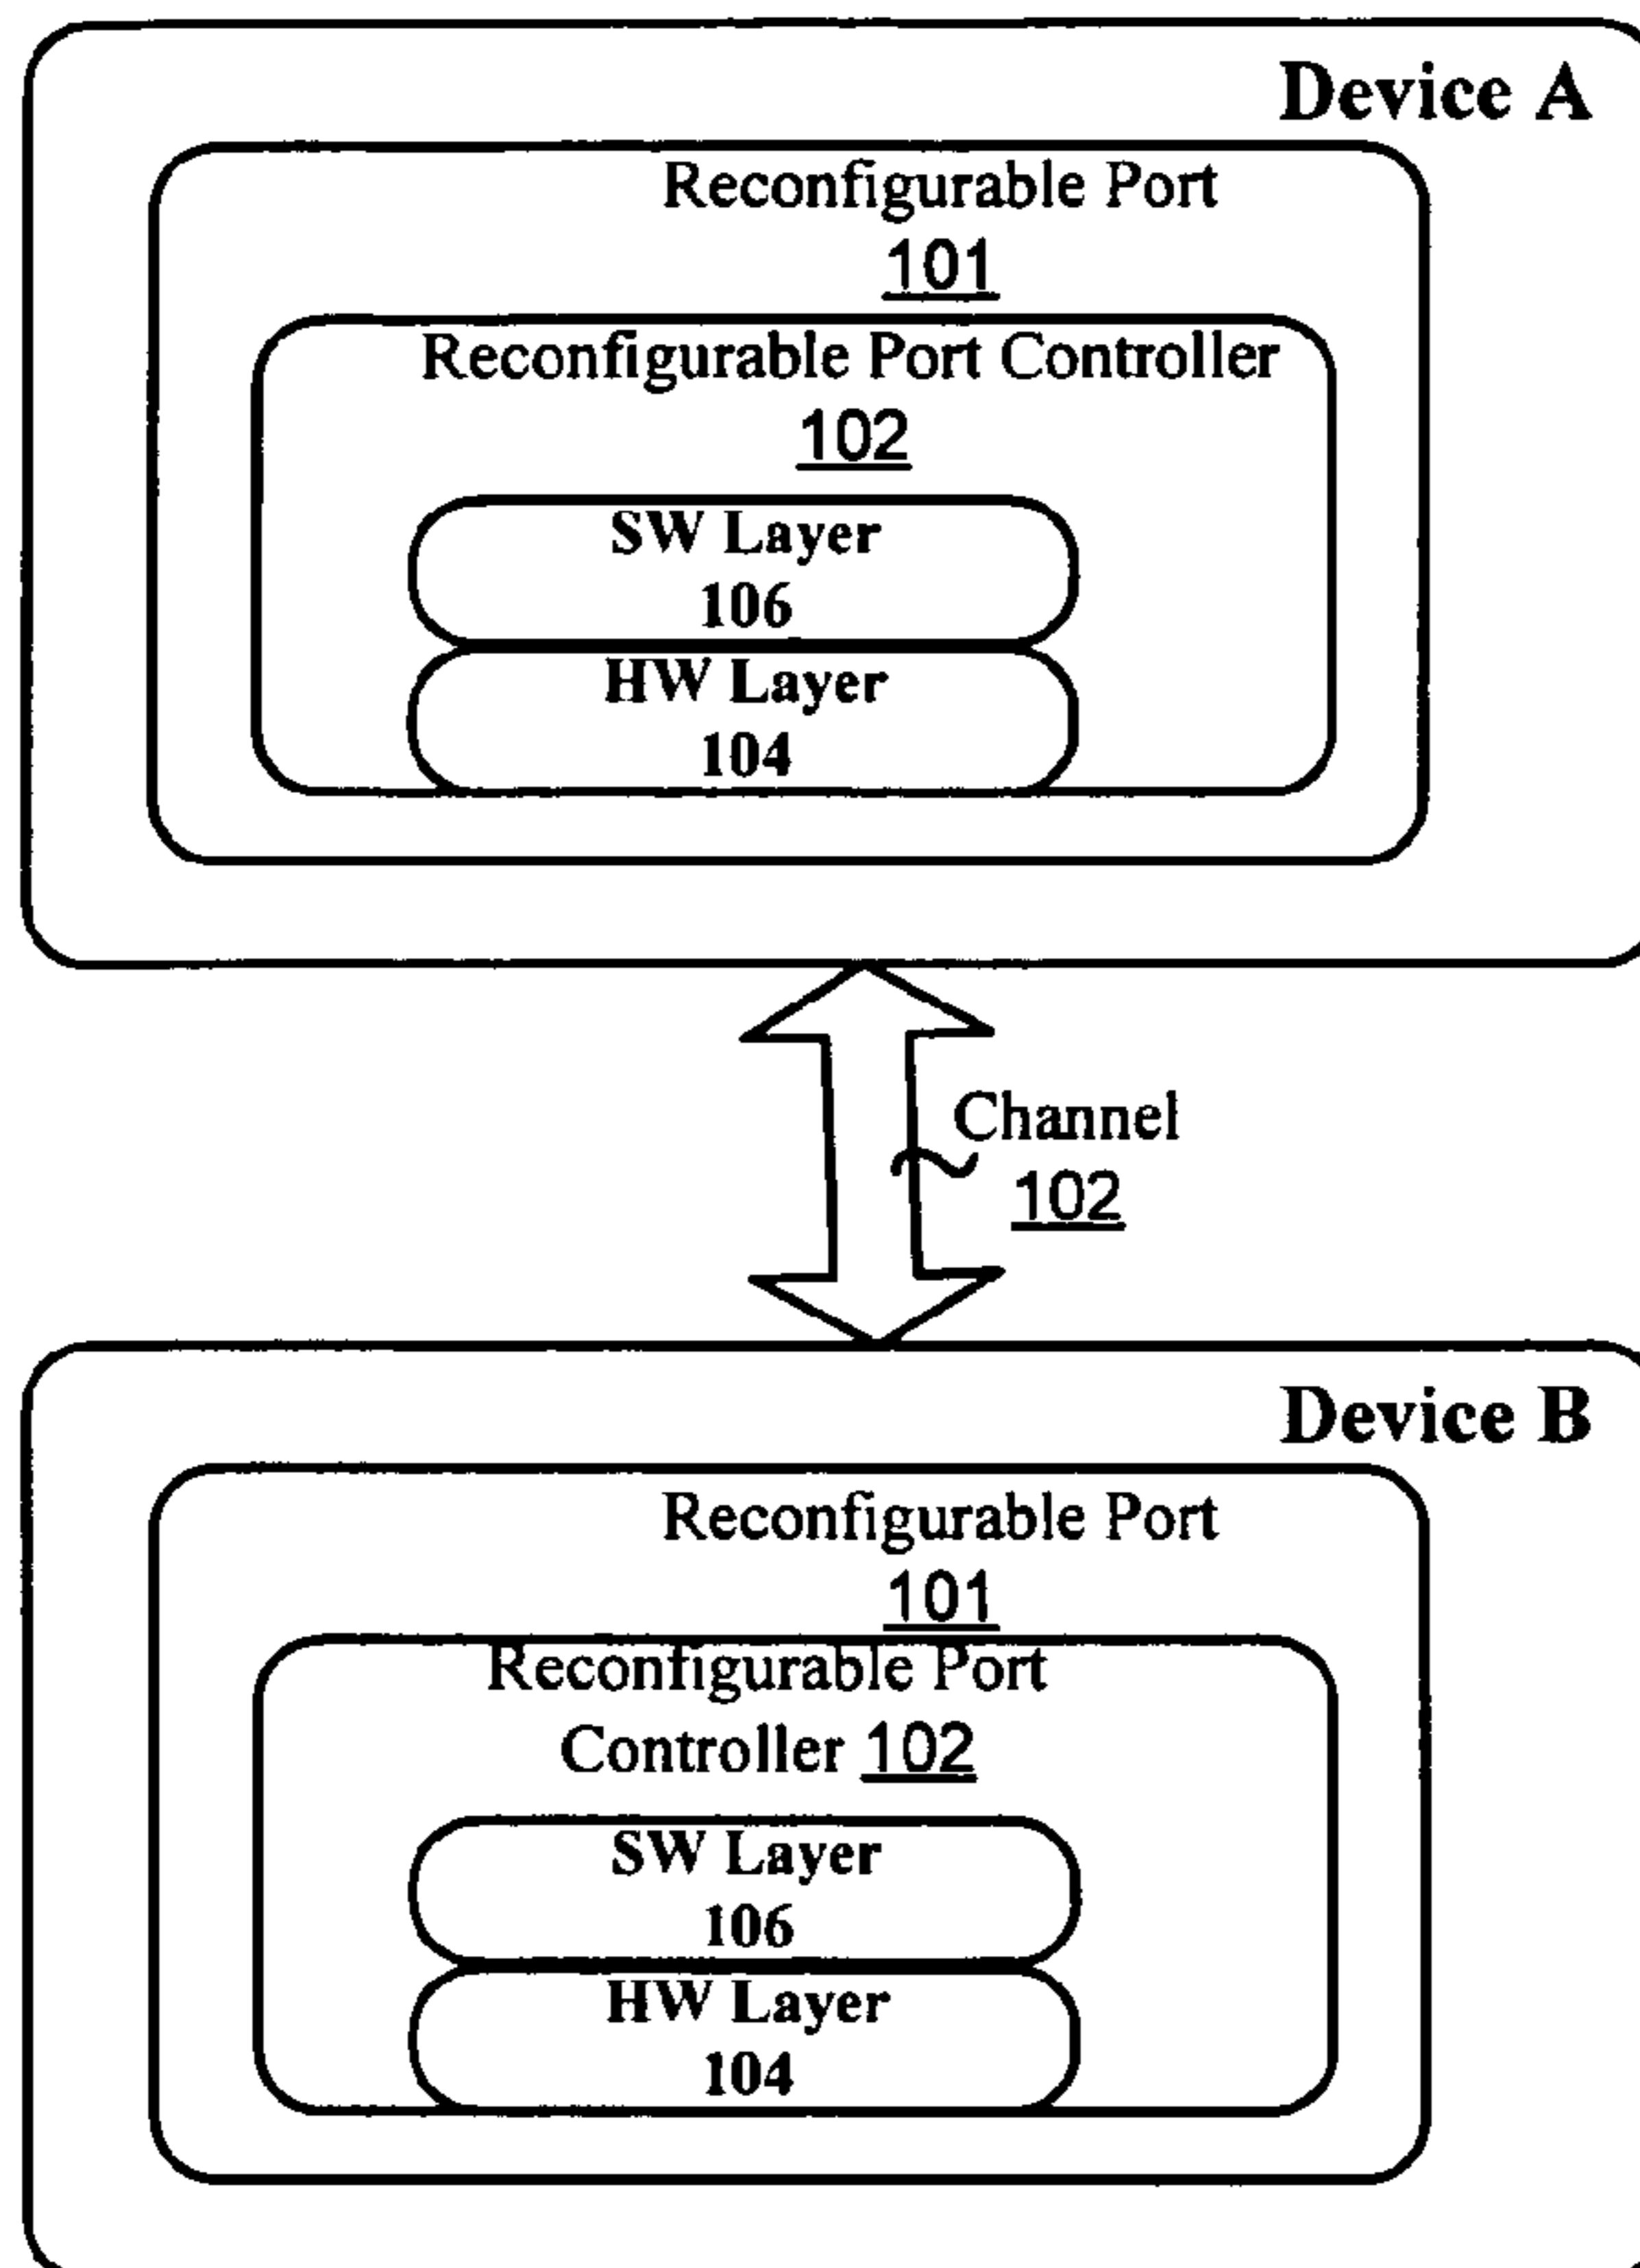 Device A
Reconfigurable Port
101
Reconfigurable Port Controller
102
SW Layer
106
HW Layer
104
Channel
102
Device B
Reconfigurable Port
101
Reconfigurable Port
Controller 102
SW Layer
106
HW Layer
104